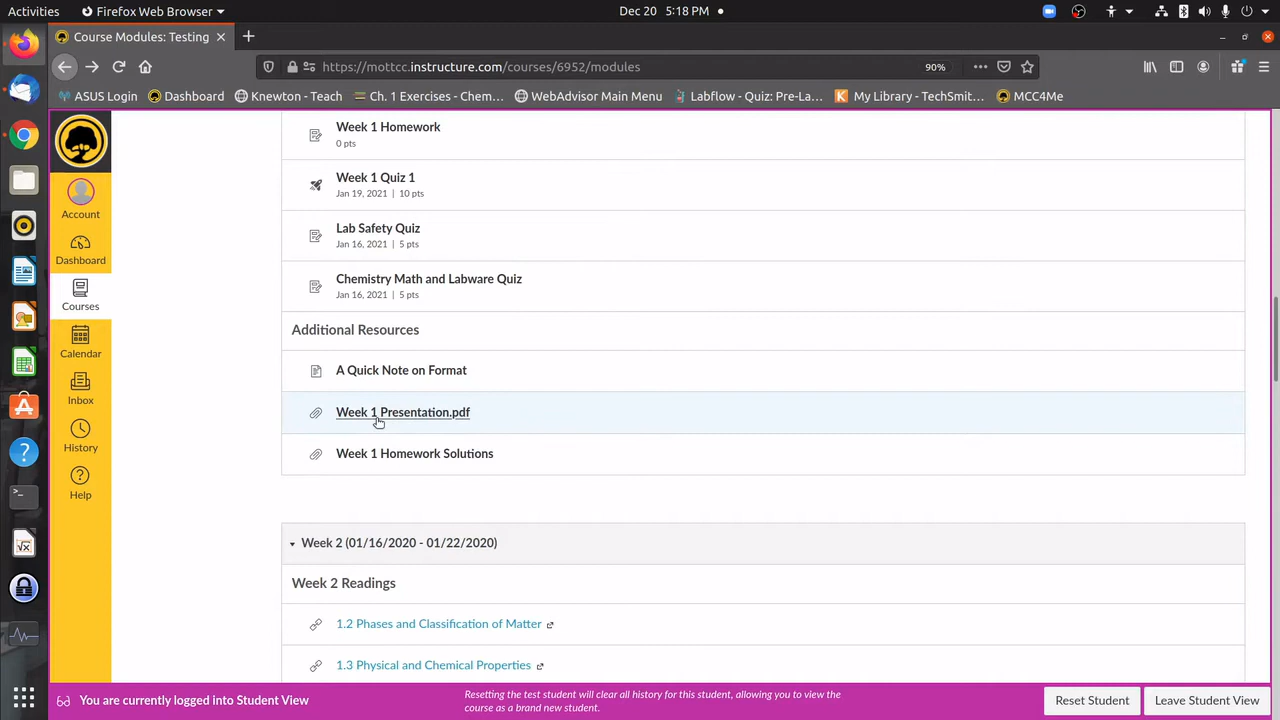 Activities
Firefox Web Browser
Dec 20 5:18 PM
Course Modules: Testing
https://mottcc.instructure.com/courses/6952/modules
90%
ASUS Login
Dashboard
Knewton - Teach
Ch. 1 Exercises - Chem...
WebAdvisor Main Menu
Labflow - Quiz: Pre-La...
My Library - TechSmit...
MCC4Me
Account
Dashboard
Courses
Calendar
Inbox
History
Help
Week 1 Homework
0 pts
Week 1 Quiz 1
Jan 19, 2021 | 10 pts
Lab Safety Quiz
Jan 16, 2021 | 5 pts
Chemistry Math and Labware Quiz
Jan 16, 2021 | 5 pts
Additional Resources
A Quick Note on Format
Week 1 Presentation.pdf
Week 1 Homework Solutions
Week 2 (01/16/2020 - 01/22/2020)
Week 2 Readings
1.2 Phases and Classification of Matter
1.3 Physical and Chemical Properties
You are currently logged into Student View
Resetting the test student will clear all history for this student, allowing you to view the
course as a brand new student.
Reset Student
Leave Student View